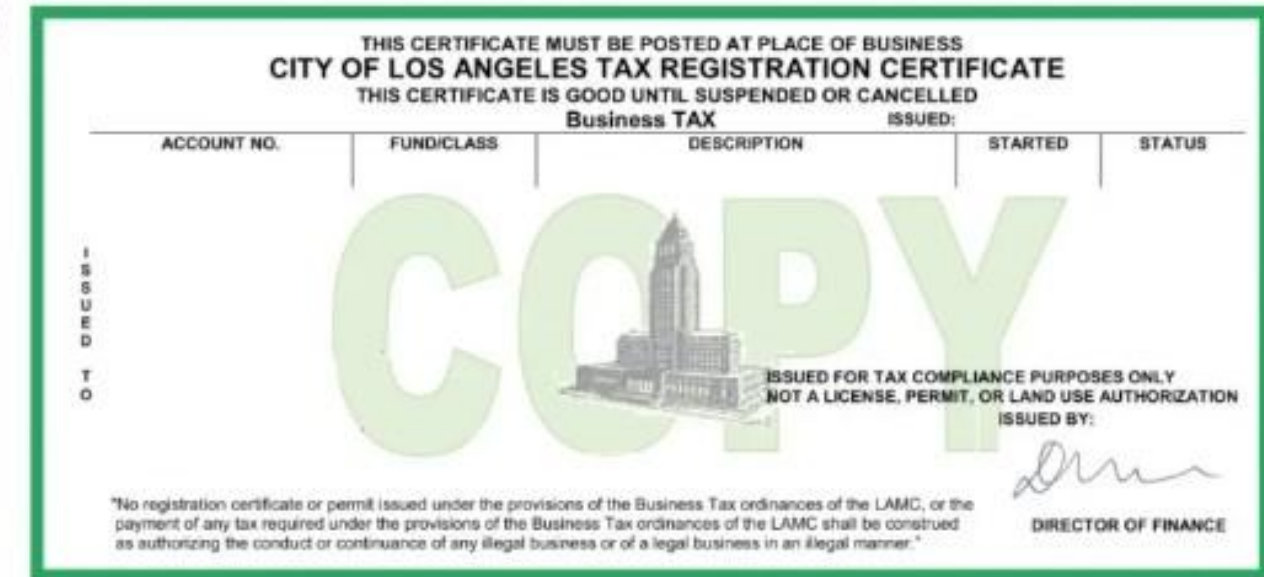 THIS CERTIFICATE MUST BE POSTED AT PLACE OF BUSINESS
CITY OF LOS ANGELES TAX REGISTRATION CERTIFICATE
THIS CERTIFICATE IS GOOD UNTIL SUSPENDED OR CANCELLED
Business TAX ISSUED:
ACCOUNT NO. FUND/CLASS DESCRIPTION STARTED STATUS
COPY
ISSUED TO
ISSUED FOR TAX COMPLIANCE PURPOSES ONLY
NOT A LICENSE, PERMIT, OR LAND USE AUTHORIZATION
ISSUED BY:
"No registration certificate or permit issued under the provisions of the Business Tax ordinances of the LAMC, or the
payment of any tax required under the provisions of the Business Tax ordinances of the LAMC shall be construed
as authorizing the conduct or continuance of any illegal business or of a legal business in an illegal manner."
DIRECTOR OF FINANCE